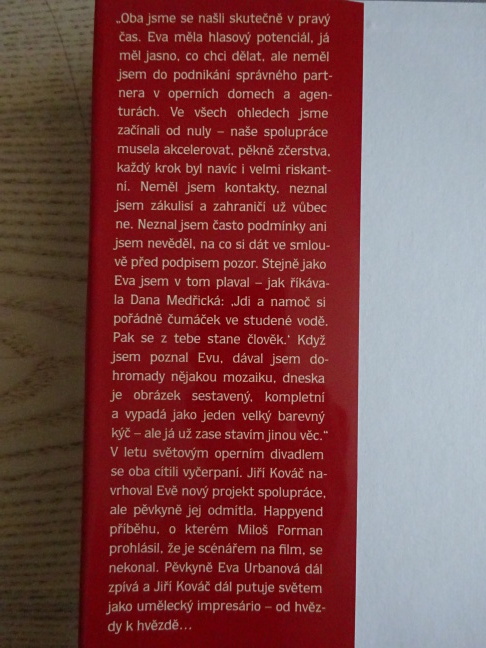 „Oba jsme se našli skutečně v pravý
čas. Eva měla hlasový potenciál, já
měl jasno, co chci dělat, ale neměl
jsem do podnikání správného part-
nera v operních domech a agen-
turách. Ve všech ohledech jsme
začínali od nuly – naše spolupráce
musela akcelerovat, pěkně zčerstva,
každý krok byl navíc i velmi riskant-
ní. Neměl jsem kontakty, neznal
jsem zákulisí a zahraničí už vůbec
ne. Neznal jsem často podmínky ani
jsem nevěděl, na co si dát ve smlou-
vě před podpisem pozor. Stejně jako
Eva jsem v tom plaval – jak říkáva-
la Dana Medřická: ‚Jdi a namoč si
pořádně čumáček ve studené vodě.
Pak se z tebe stane člověk.‘ Když
jsem poznal Evu, dával jsem do-
hromady nějakou mozaiku, dneska
je obrázek sestavený, kompletní
a vypadá jako jeden velký barevný
kýč – ale já už zase stavím jinou věc.“
V letu světovým operním divadlem
se oba cítili vyčerpaní. Jiří Kováč na-
vrhoval Evě nový projekt spolupráce,
ale pěvkyně jej odmítla. Happyend
příběhu, o kterém Miloš Forman
prohlásil, že je scénářem na film, se
nekonal. Pěvkyně Eva Urbanová dál
zpívá a Jiří Kováč dál putuje světem
jako umělecký impresário – od hvěz-
dy k hvězdě…